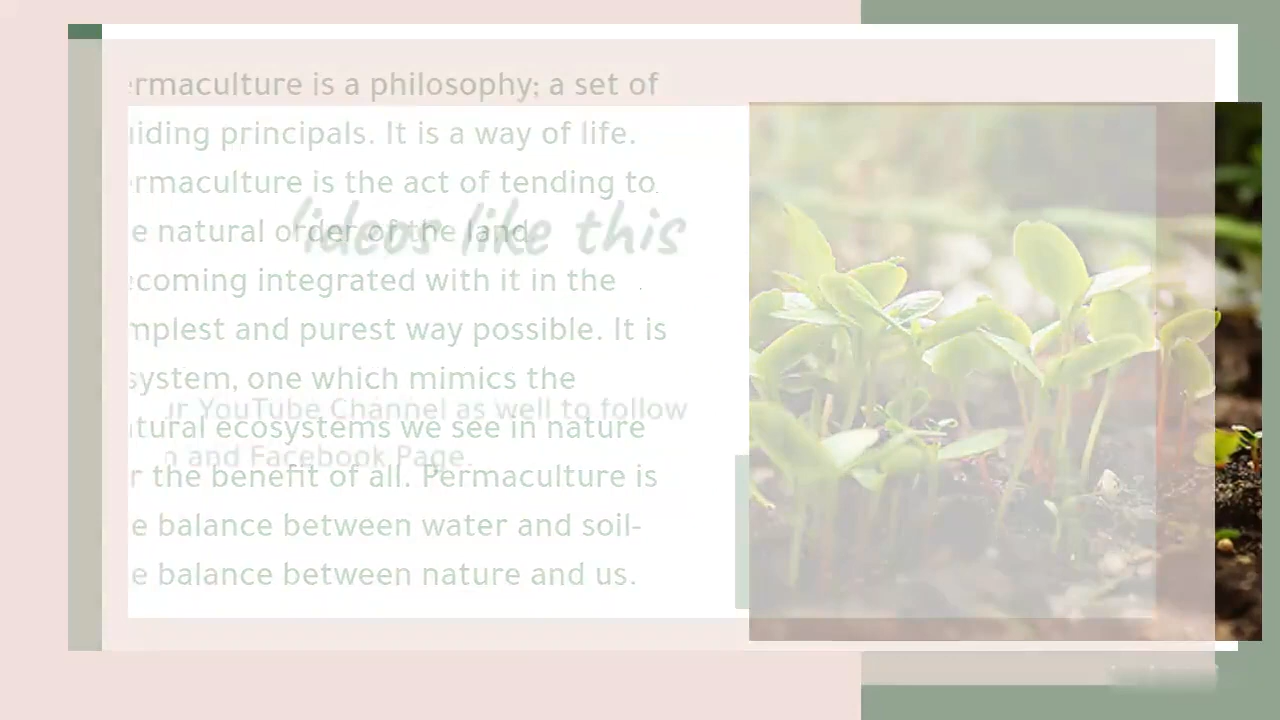 ermaculture is a philosophy; a set of
iding principals. It is a way of life.
ermaculture is the act of tending to
e natural order of the land
ideos like this
ecoming integrated with it in the
mplest and purest way possible. It is
system, one which mimics the
ur YouTube Channel as well to follow
atural ecosystems we see in nature
n and Facebook Page.
r the benefit of all. Permaculture is
e balance between water and soil-
e balance between nature and us.